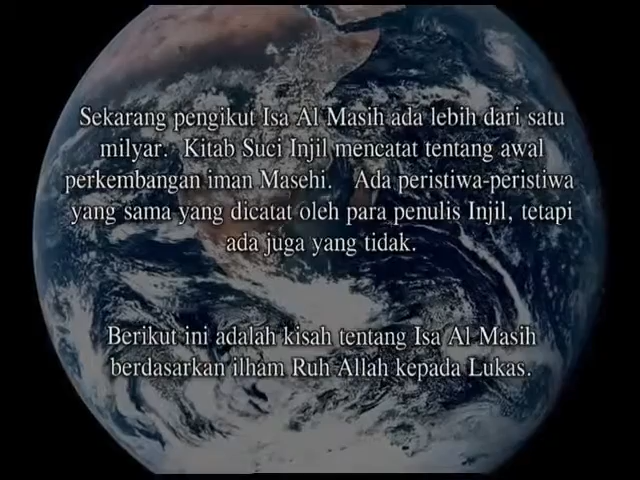 Sekarang pengikut Isa Al Masih ada lebih dari satu
milyar. Kitab Suci Injil mencatat tentang awal
perkembangan iman Masehi. Ada peristiwa-peristiwa
yang sama yang dicatat oleh para penulis Injil, tetapi
ada juga yang tidak.
Berikut ini adalah kisah tentang Isa Al Masih
berdasarkan ilham Ruh Allah kepada Lukas.